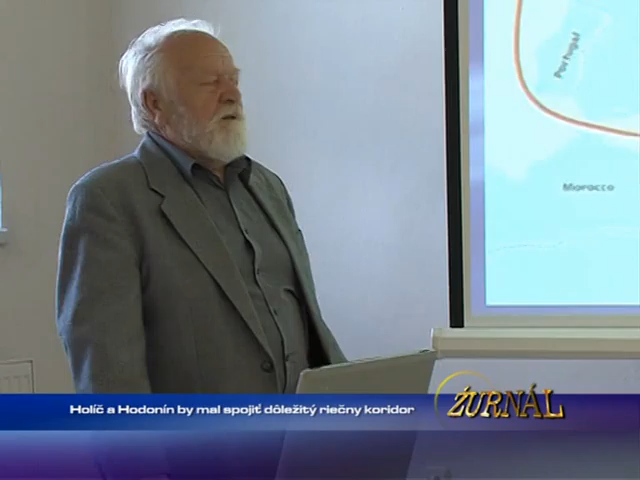 Portugal
Morocco
Holíč a Hodonín by mal spojiť dôležitý riečny koridor
ŽURNÁL